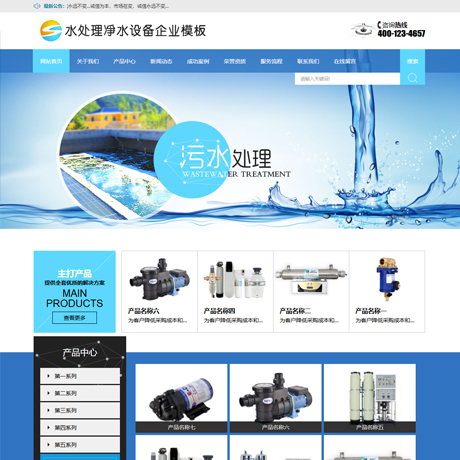 最新公告：j永远不变...诚信为本，市场在变，诚信永远不变...
水处理净水设备企业模板
咨询热线
400-123-4657
网站首页 关于我们 产品中心 新闻动态 成功案例 荣誉资质 服务流程 联系我们 在线留言 搜索
请输入关键词...
污水处理
WASTEWATER TREATMENT
主打产品
提供全套优质的解决方案
MAIN
PRODUCTS
查看更多
产品名称六 产品名称四 产品名称二 产品名称一
为客户降低采购成本和... 为客户降低采购成本和... 为客户降低采购成本和... 为客户降低采购成本和...
产品中心
第一系列
第二系列
第三系列
第四系列
第五系列
产品名称七 产品名称六 产品名称五